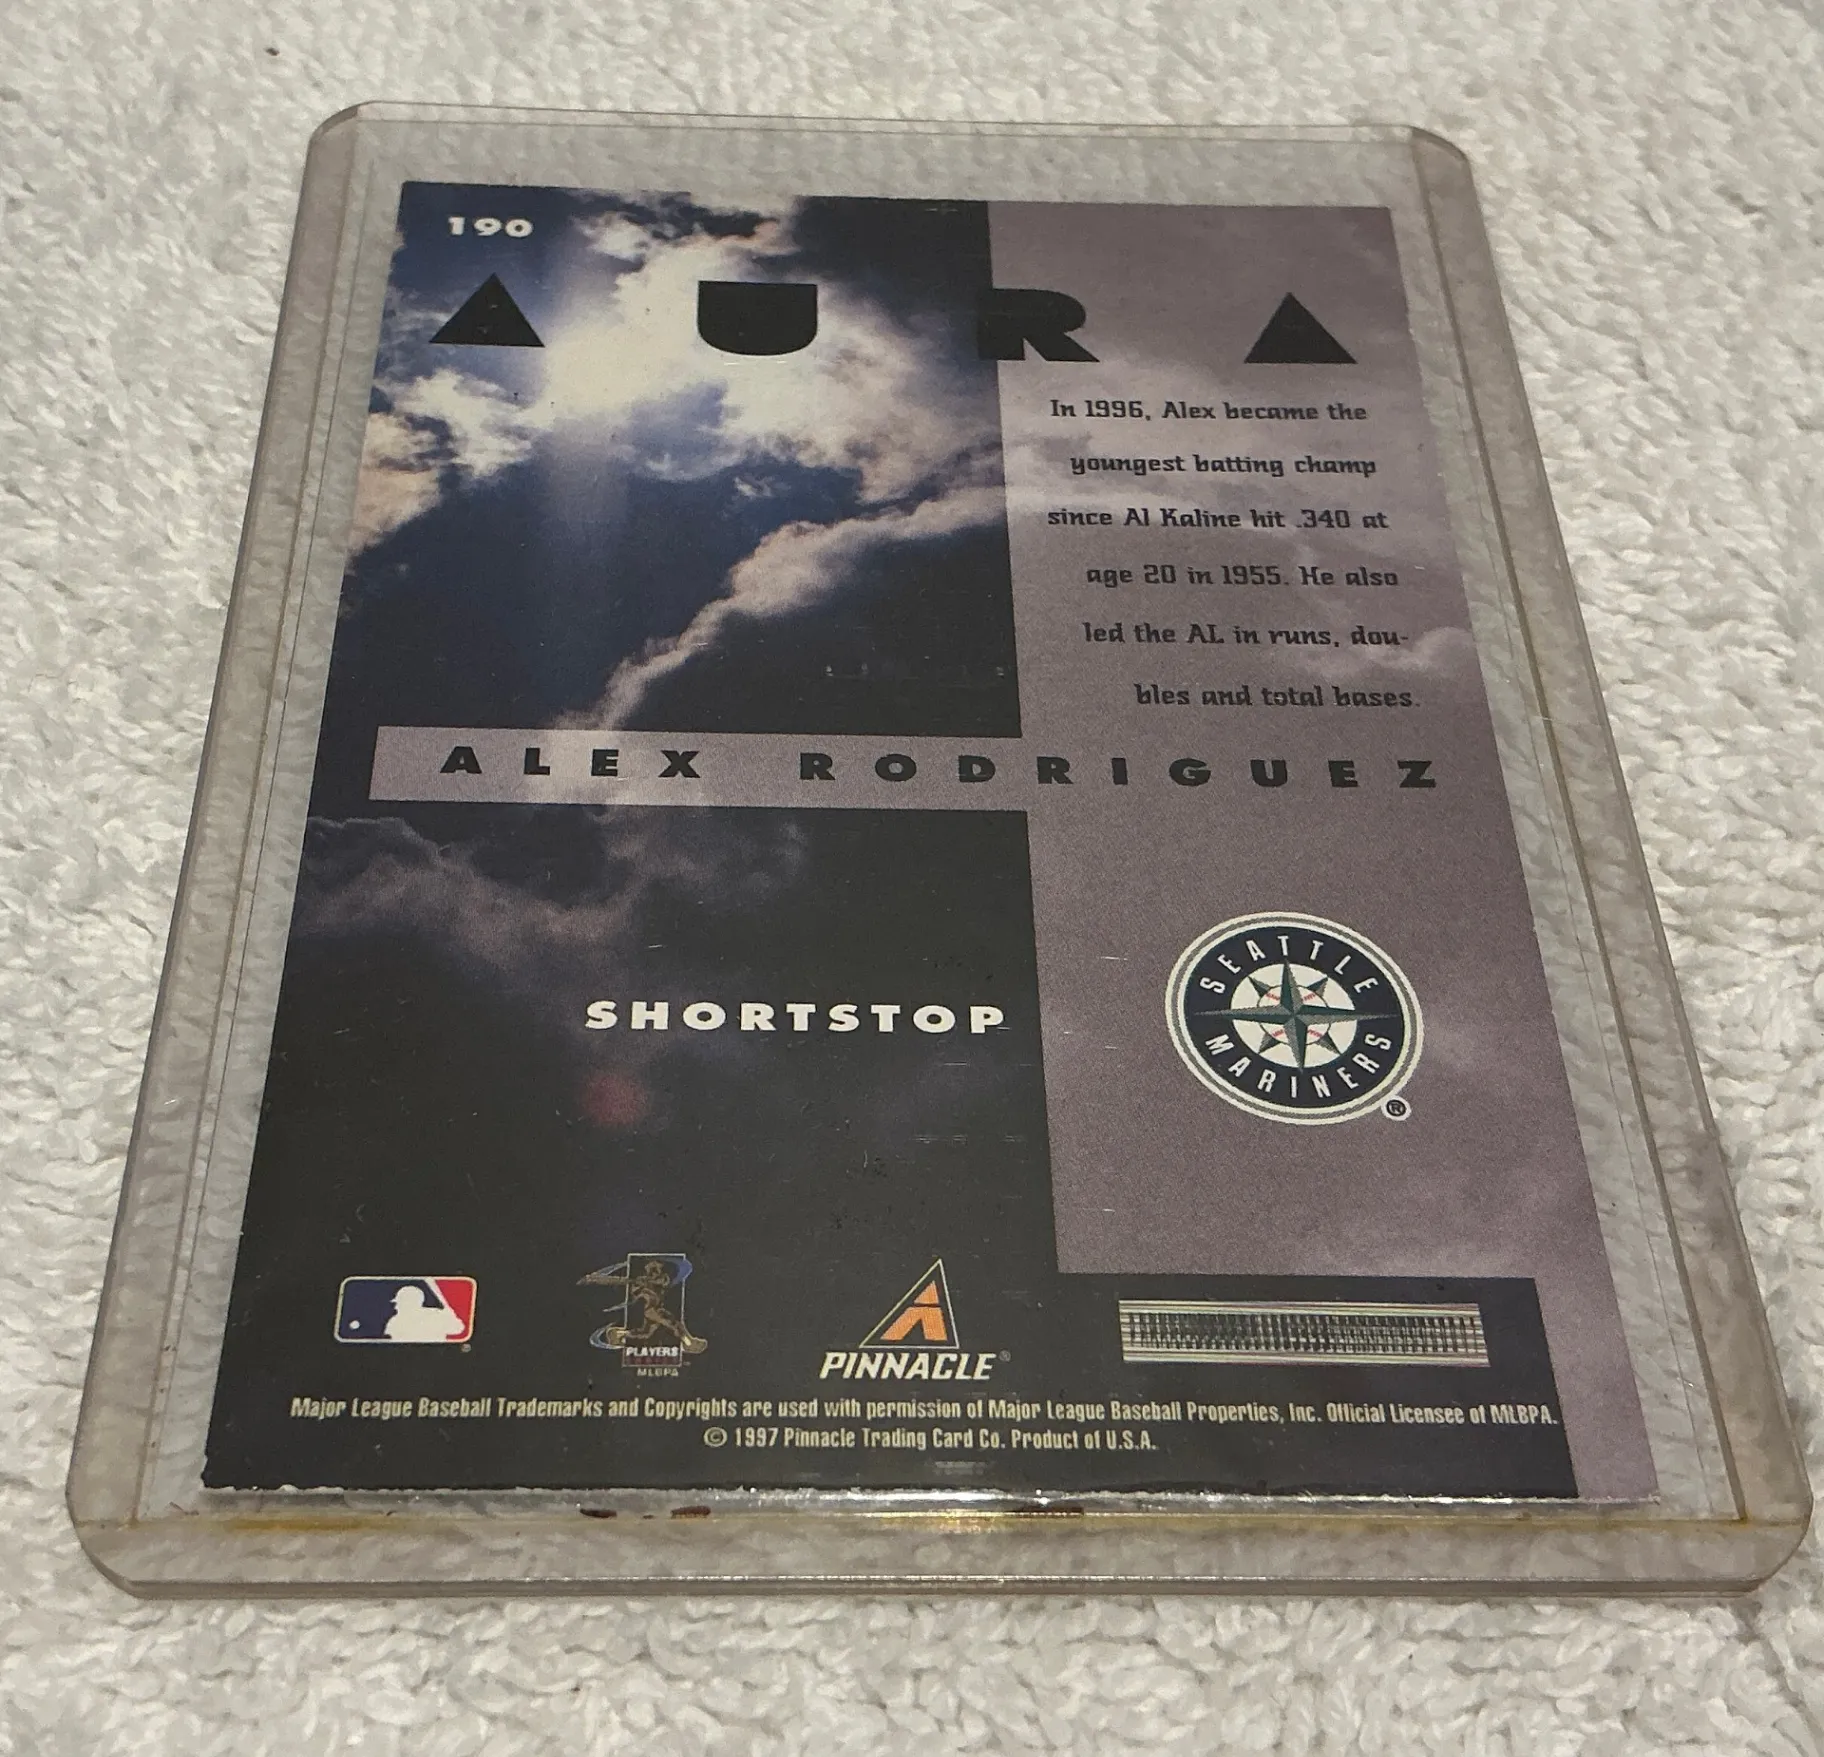 190
AURA
In 1996, Alex became the
youngest batting champ
since Al Kaline hit .340 at
age 20 in 1955. He also
led the AL in runs, dou-
bles and total bases.
ALEX RODRIGUEZ
SHORTSTOP
SEATTLE
MARINERS
®
PLAYERS
MLBPA
PINNACLE®
Major League Baseball Trademarks and Copyrights are used with permission of Major League Baseball Properties, Inc. Official Licensee of MLBPA.
© 1997 Pinnacle Trading Card Co. Product of U.S.A.